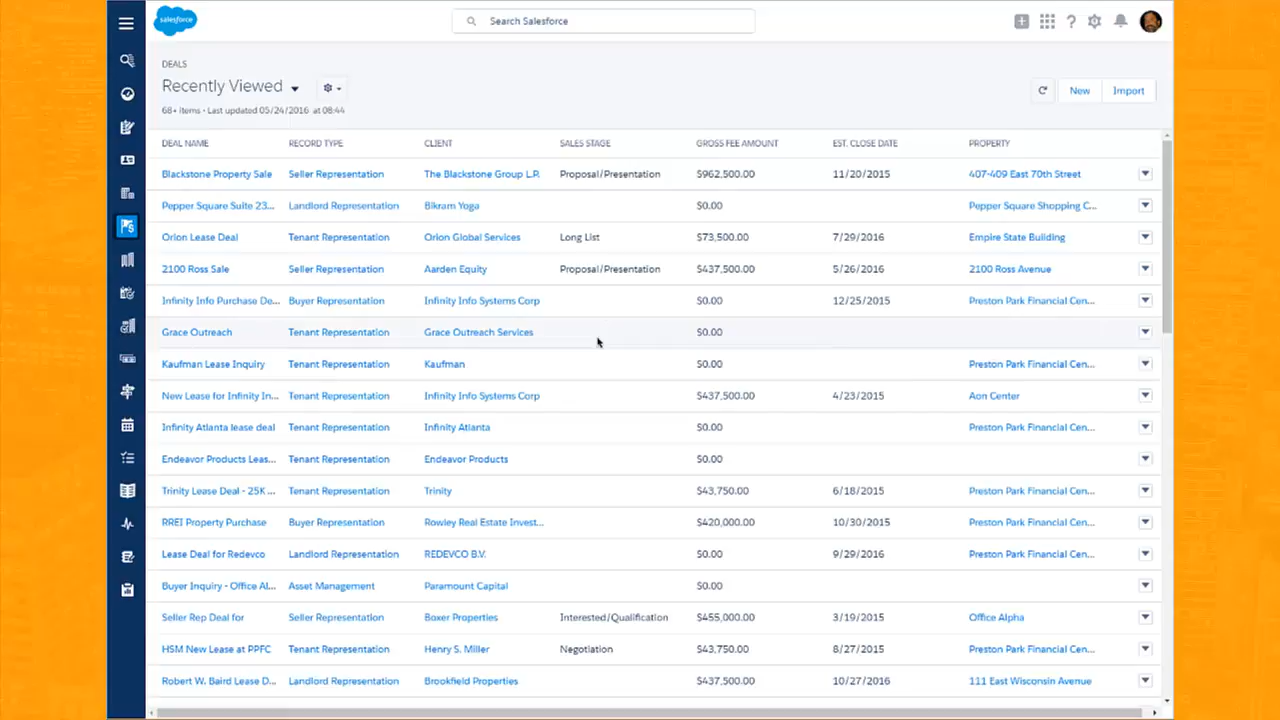 salesforce
Search Salesforce
DEALS
Recently Viewed
68+ items • Last updated 05/24/2016 at 08:44
New Import
DEAL NAME RECORD TYPE CLIENT SALES STAGE GROSS FEE AMOUNT EST. CLOSE DATE PROPERTY
Blackstone Property Sale Seller Representation The Blackstone Group L.P. Proposal/Presentation $962,500.00 11/20/2015 407-409 East 70th Street
Pepper Square Suite 23... Landlord Representation Bikram Yoga $0.00 Pepper Square Shopping C...
Orion Lease Deal Tenant Representation Orion Global Services Long List $73,500.00 7/29/2016 Empire State Building
2100 Ross Sale Seller Representation Aarden Equity Proposal/Presentation $437,500.00 5/26/2016 2100 Ross Avenue
Infinity Info Purchase De... Buyer Representation Infinity Info Systems Corp $0.00 12/25/2015 Preston Park Financial Cen...
Grace Outreach Tenant Representation Grace Outreach Services $0.00
Kaufman Lease Inquiry Tenant Representation Kaufman $0.00 Preston Park Financial Cen...
New Lease for Infinity In... Tenant Representation Infinity Info Systems Corp $437,500.00 4/23/2015 Aon Center
Infinity Atlanta lease deal Tenant Representation Infinity Atlanta $0.00 Preston Park Financial Cen...
Endeavor Products Leas... Tenant Representation Endeavor Products $0.00
Trinity Lease Deal - 25K ... Tenant Representation Trinity $43,750.00 6/18/2015 Preston Park Financial Cen...
RREI Property Purchase Buyer Representation Rowley Real Estate Invest... $420,000.00 10/30/2015 Preston Park Financial Cen...
Lease Deal for Redevco Landlord Representation REDEVCO B.V. $0.00 9/29/2016 Preston Park Financial Cen...
Buyer Inquiry - Office Al... Asset Management Paramount Capital $0.00
Seller Rep Deal for Seller Representation Boxer Properties Interested/Qualification $455,000.00 3/19/2015 Office Alpha
HSM New Lease at PPFC Tenant Representation Henry S. Miller Negotiation $43,750.00 8/27/2015 Preston Park Financial Cen...
Robert W. Baird Lease D... Landlord Representation Brookfield Properties $437,500.00 10/27/2016 111 East Wisconsin Avenue